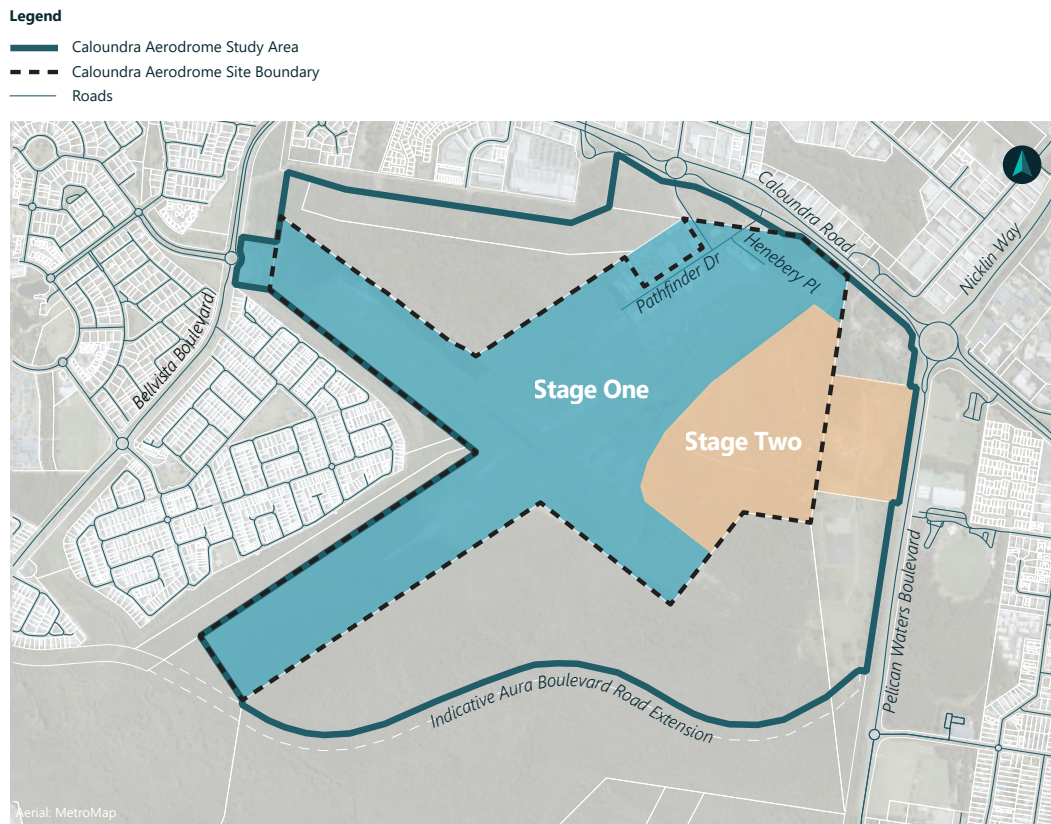 Legend
Caloundra Aerodrome Study Area
Caloundra Aerodrome Site Boundary
Roads
Caloundra Road
Nicklin Way
Henebery Pl
Pathfinder Dr
Bellvista Boulevard
Stage One
Stage Two
Pelican Waters Boulevard
Indicative Aura Boulevard Road Extension
Aerial: MetroMap